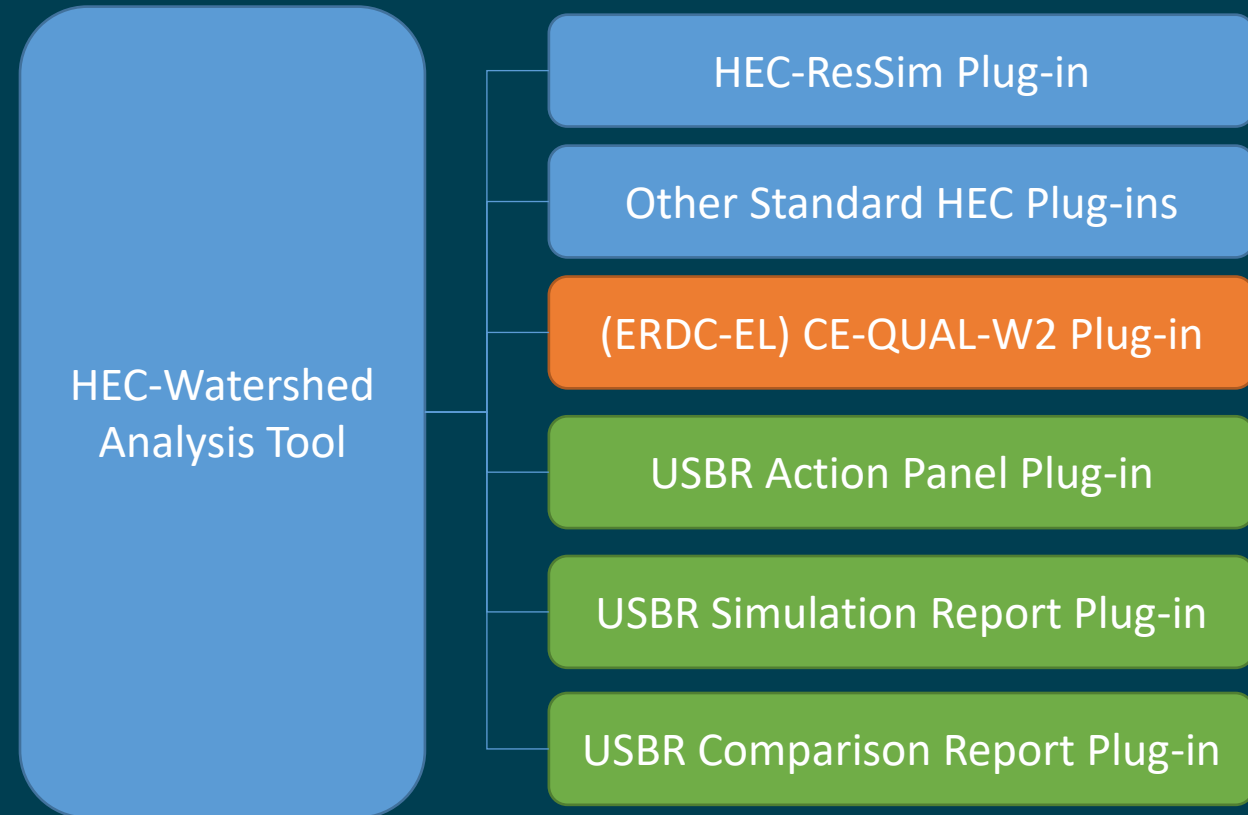 HEC-Watershed
Analysis Tool
HEC-ResSim Plug-in
Other Standard HEC Plug-ins
(ERDC-EL) CE-QUAL-W2 Plug-in
USBR Action Panel Plug-in
USBR Simulation Report Plug-in
USBR Comparison Report Plug-in